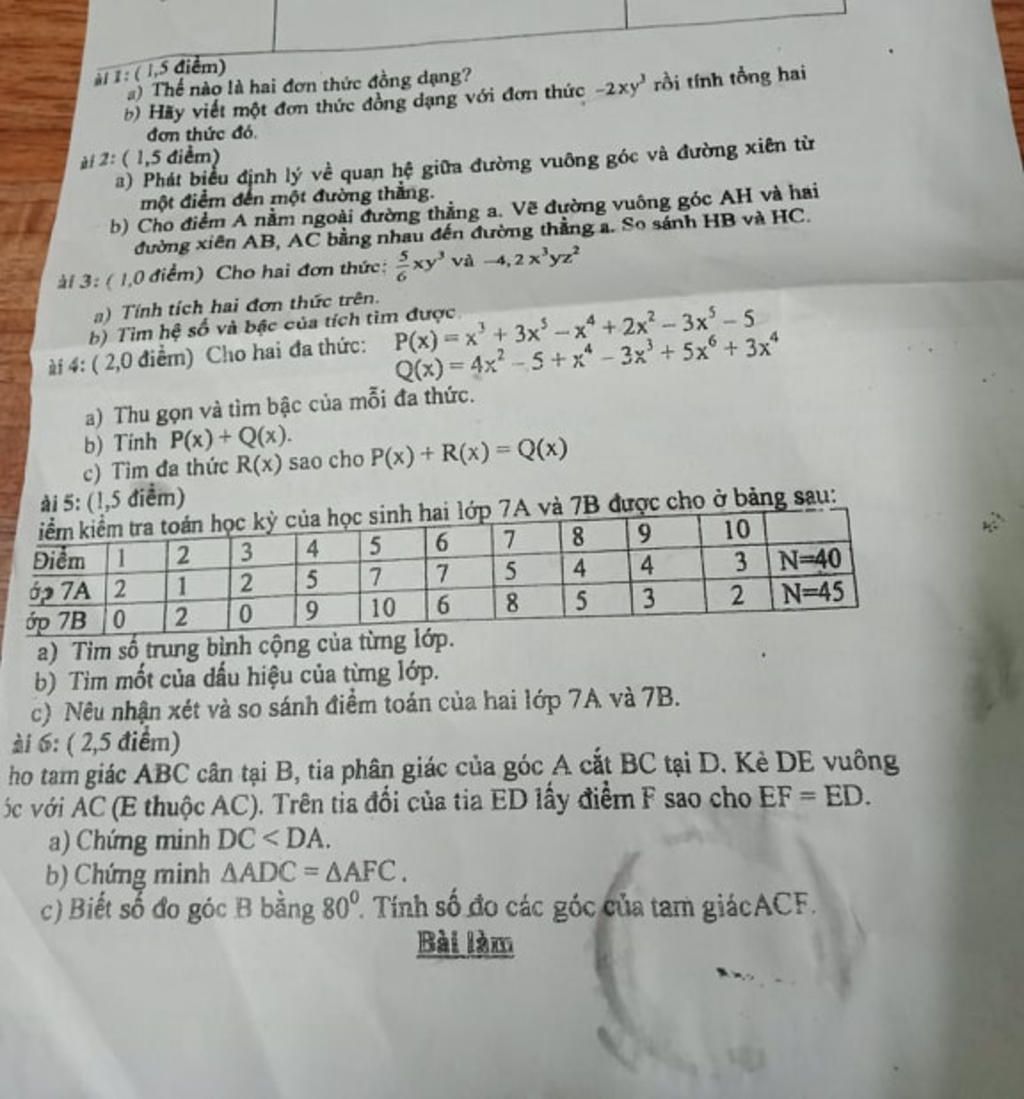 ài 1: ( 1,5 điểm)
a) Thế nào là hai đơn thức đồng dạng?
b) Hãy viết một đơn thức đồng dạng với đơn thức -2xy³ rồi tính tổng hai
đơn thức đó.
ài 2: ( 1,5 điểm)
a) Phát biểu định lý về quan hệ giữa đường vuông góc và đường xiên từ
một điểm đến một đường thẳng.
b) Cho điểm A nằm ngoài đường thẳng a. Vẽ đường vuông góc AH và hai
đường xiên AB, AC bằng nhau đến đường thẳng a. So sánh HB và HC.
ài 3: ( 1,0 điểm) Cho hai đơn thức: 5/6 xy³ và -4,2x³yz²
a) Tính tích hai đơn thức trên.
b) Tìm hệ số và bậc của tích tìm được.
ài 4: ( 2,0 điểm) Cho hai đa thức: P(x) = x³ + 3x⁵ – x⁴ + 2x² – 3x⁵ – 5
Q(x) = 4x² – 5 + x⁴ – 3x³ + 5x⁶ + 3x⁴
a) Thu gọn và tìm bậc của mỗi đa thức.
b) Tính P(x) + Q(x).
c) Tìm đa thức R(x) sao cho P(x) + R(x) = Q(x)
ài 5: (1,5 điểm)
iểm kiểm tra toán học kỳ của học sinh hai lớp 7A và 7B được cho ở bảng sau:
Điểm 1 2 3 4 5 6 7 8 9 10
ớp 7A 2 1 2 5 7 7 5 4 4 3 N=40
ớp 7B 0 2 0 9 10 6 8 5 3 2 N=45
a) Tìm số trung bình cộng của từng lớp.
b) Tìm mốt của dấu hiệu của từng lớp.
c) Nêu nhận xét và so sánh điểm toán của hai lớp 7A và 7B.
ài 6: ( 2,5 điểm)
ho tam giác ABC cân tại B, tia phân giác của góc A cắt BC tại D. Kẻ DE vuông
óc với AC (E thuộc AC). Trên tia đối của tia ED lấy điểm F sao cho EF = ED.
a) Chứng minh DC < DA.
b) Chứng minh ΔADC = ΔAFC.
c) Biết số đo góc B bằng 80⁰. Tính số đo các góc của tam giácACF.
Bài làm